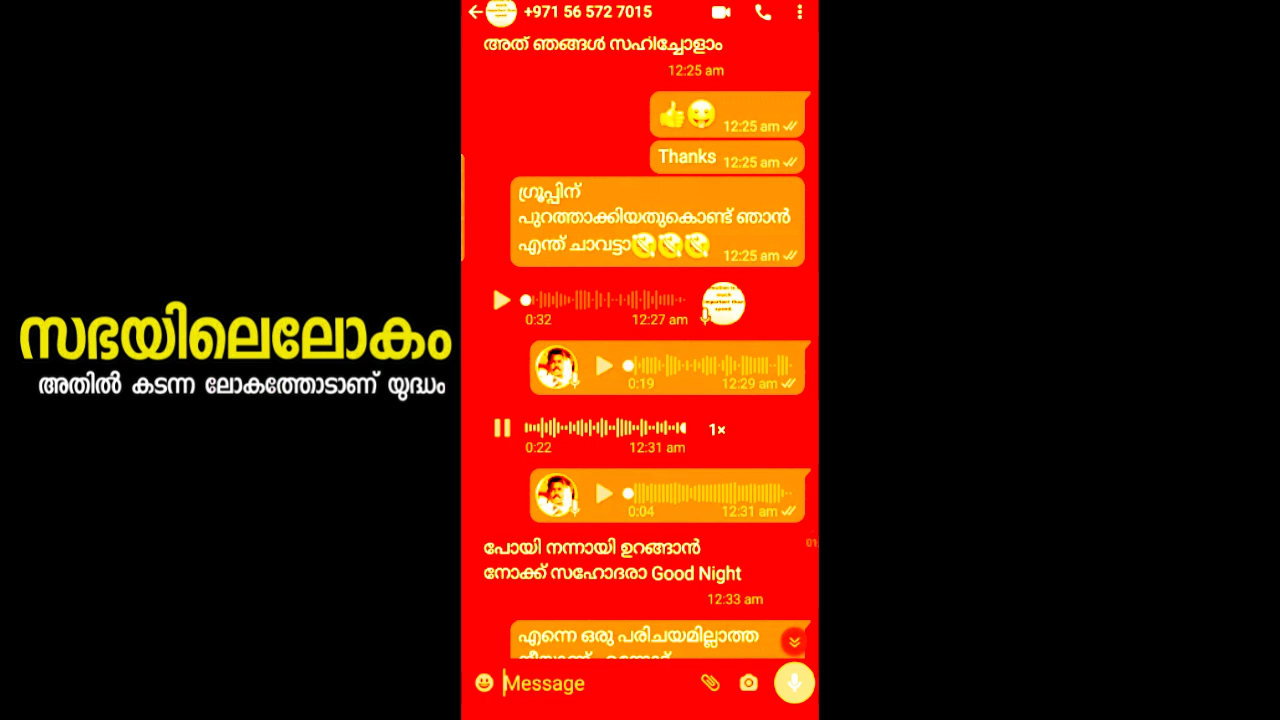 +971 56 572 7015
അത് ഞങ്ങൾ സഹിച്ചോളാം
12:25 am
👍😜 12:25 am
Thanks 12:25 am
ഗ്രൂപ്പിന്
പുറത്താക്കിയതുകൊണ്ട് ഞാൻ
എന്ത് ചാവട്ടാ
12:25 am
0:32 12:27 am
0:19 12:29 am
1×
0:22 12:31 am
0:04 12:31 am
പോയി നന്നായി ഉറങ്ങാൻ
നോക്ക് സഹോദരാ Good Night
12:33 am
എന്നെ ഒരു പരിചയമില്ലാത്ത
Message
സഭയിലെലോകം
അതിൽ കടന്ന ലോകത്തോടാണ് യുദ്ധം